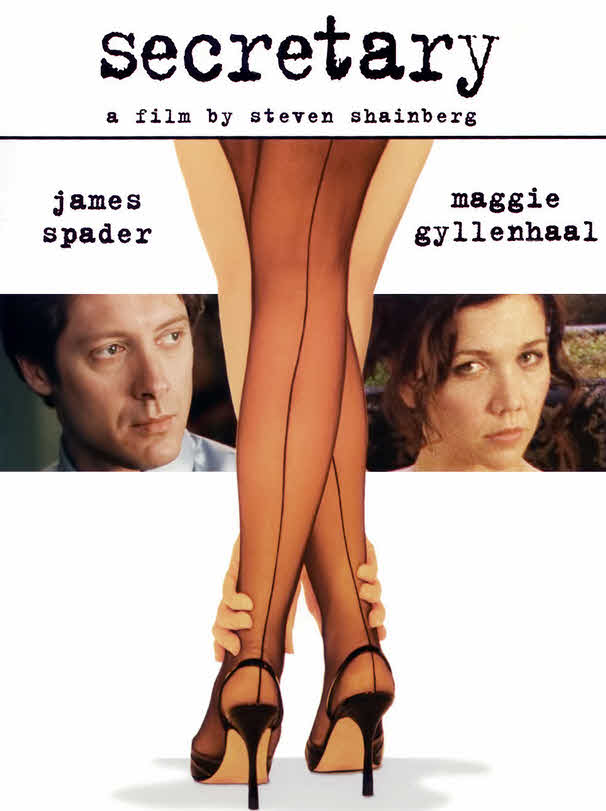 secretary
a film by steven shainberg
james
spader
maggie
gyllenhaal